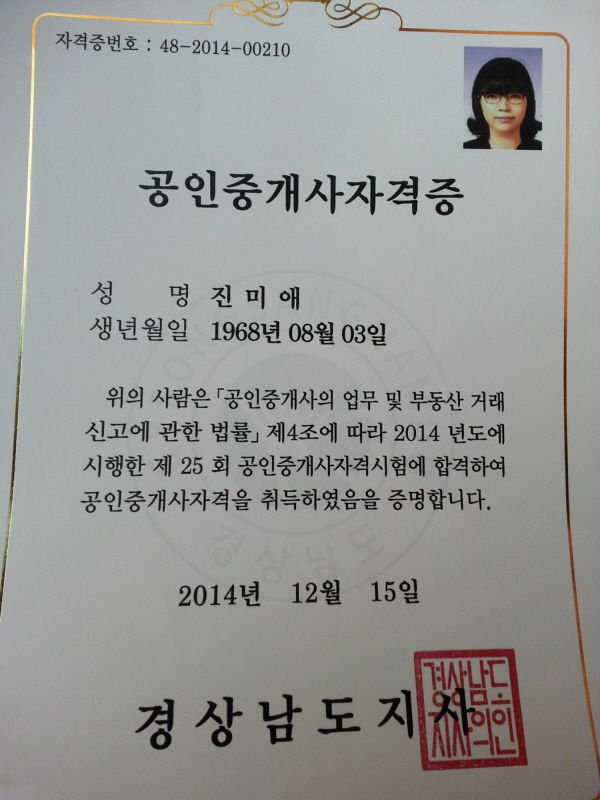 자격증번호 : 48-2014-00210
공인중개사자격증
성 명 진 미 애
생년월일 1968년 08월 03일
위의 사람은 「공인중개사의 업무 및 부동산 거래
신고에 관한 법률」 제4조에 따라 2014 년도에
시행한 제 25 회 공인중개사자격시험에 합격하여
공인중개사자격을 취득하였음을 증명합니다.
경상남도
2014년 12월 15일
경상남도지사
경상남도
지사의인